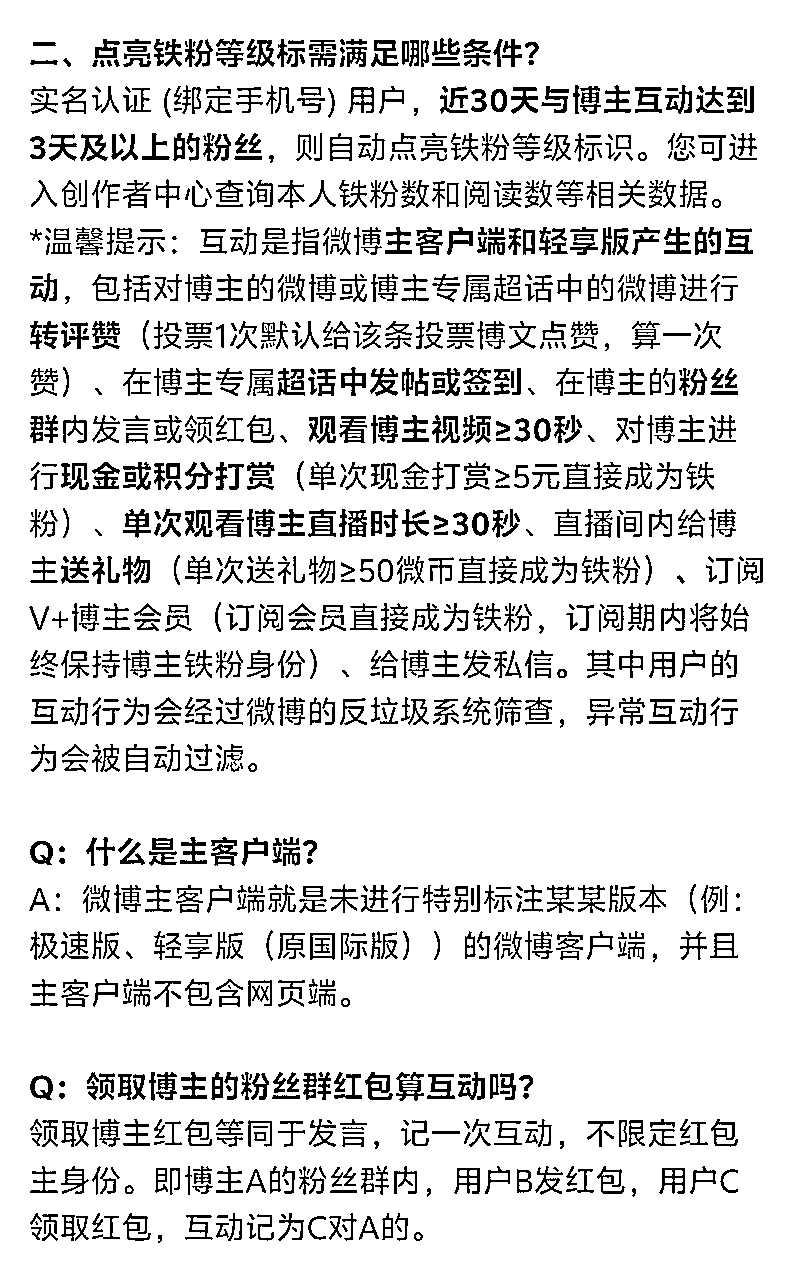 二、点亮铁粉等级标需满足哪些条件？
实名认证 (绑定手机号) 用户，近30天与博主互动达到
3天及以上的粉丝，则自动点亮铁粉等级标识。您可进
入创作者中心查询本人铁粉数和阅读数等相关数据。
*温馨提示：互动是指微博主客户端和轻享版产生的互
动，包括对博主的微博或博主专属超话中的微博进行
转评赞（投票1次默认给该条投票博文点赞，算一次
赞）、在博主专属超话中发帖或签到、在博主的粉丝
群内发言或领红包、观看博主视频≥30秒、对博主进
行现金或积分打赏（单次现金打赏≥5元直接成为铁
粉）、单次观看博主直播时长≥30秒、直播间内给博
主送礼物（单次送礼物≥50微币直接成为铁粉）、订阅
V+博主会员（订阅会员直接成为铁粉，订阅期内将始
终保持博主铁粉身份）、给博主发私信。其中用户的
互动行为会经过微博的反垃圾系统筛查，异常互动行
为会被自动过滤。
Q：什么是主客户端？
A：微博主客户端就是未进行特别标注某某版本（例：
极速版、轻享版（原国际版））的微博客户端，并且
主客户端不包含网页端。
Q：领取博主的粉丝群红包算互动吗？
领取博主红包等同于发言，记一次互动，不限定红包
主身份。即博主A的粉丝群内，用户B发红包，用户C
领取红包，互动记为C对A的。